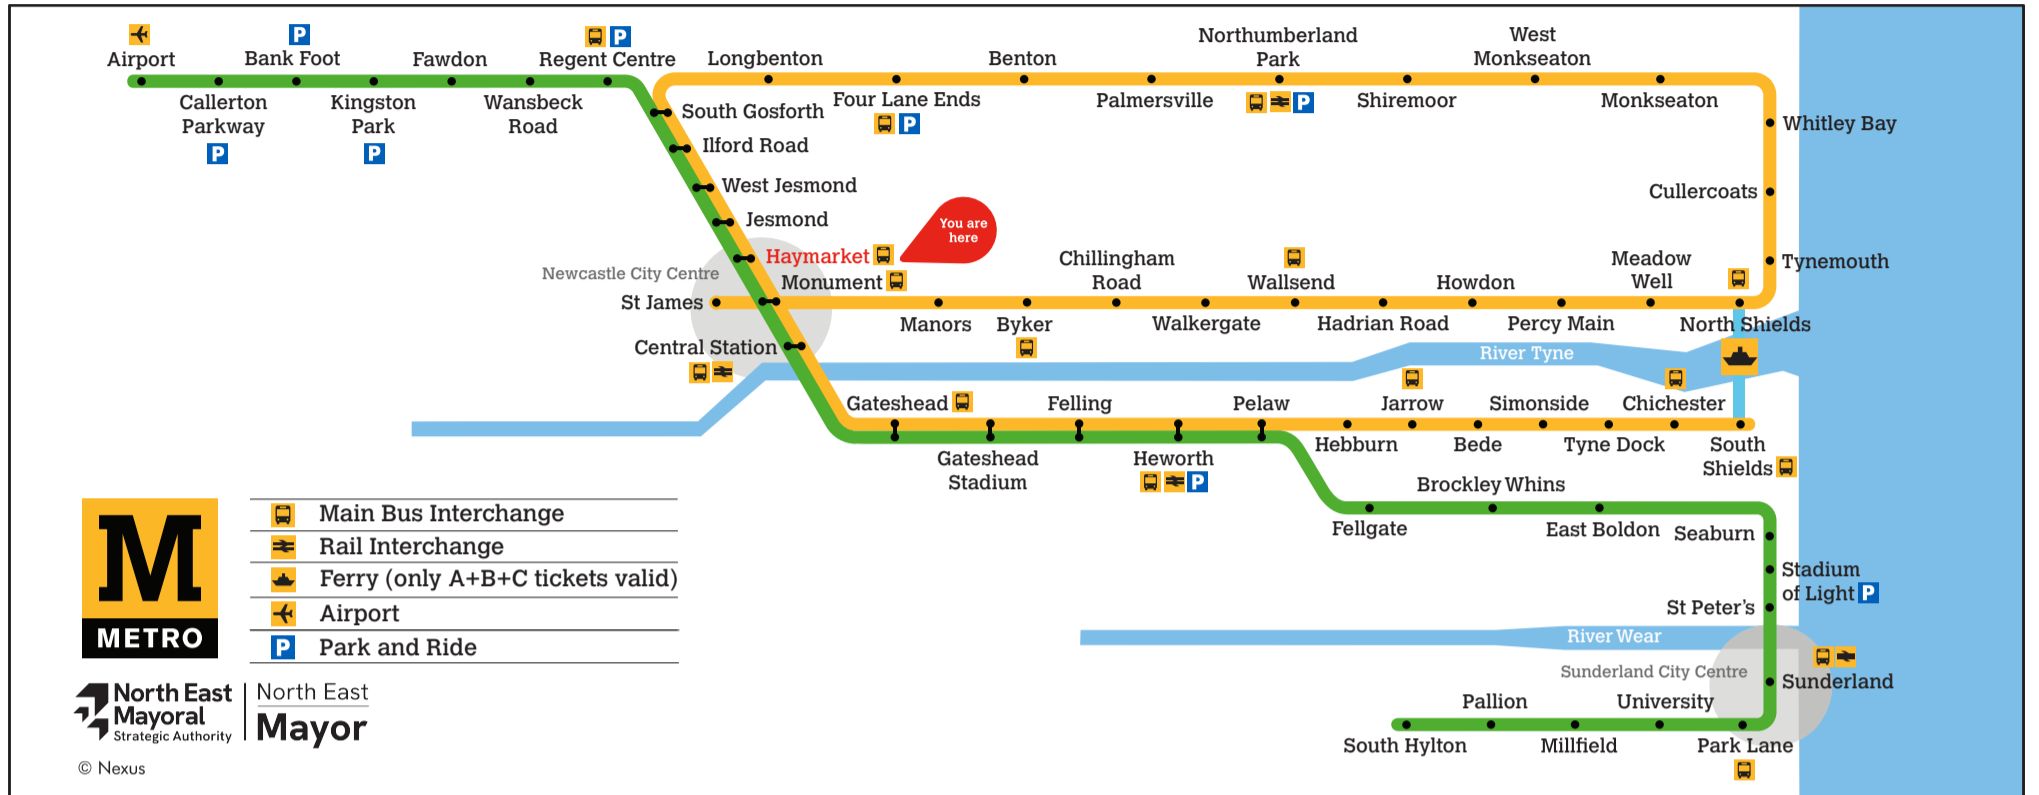 Airport
Bank Foot
Fawdon
Regent Centre
Callerton
Parkway
Kingston
Park
Wansbeck
Road
Longbenton
Four Lane Ends
Benton
Palmersville
Northumberland
Park
Shiremoor
West
Monkseaton
Monkseaton
Whitley Bay
Cullercoats
Tynemouth
South Gosforth
Ilford Road
West Jesmond
Jesmond
Haymarket
You are
here
Newcastle City Centre
Monument
St James
Central Station
Manors
Byker
Chillingham
Road
Walkergate
Wallsend
Hadrian Road
Howdon
Percy Main
Meadow
Well
North Shields
River Tyne
Gateshead
Gateshead
Stadium
Felling
Heworth
Pelaw
Hebburn
Jarrow
Bede
Simonside
Tyne Dock
Chichester
South
Shields
Fellgate
Brockley Whins
East Boldon
Seaburn
Stadium
of Light
St Peter's
River Wear
Sunderland City Centre
Sunderland
Park Lane
University
Millfield
Pallion
South Hylton
M
METRO
P Main Bus Interchange
Rail Interchange
Ferry (only A+B+C tickets valid)
Airport
P Park and Ride
North East
Mayoral
Strategic Authority
North East
Mayor
© Nexus